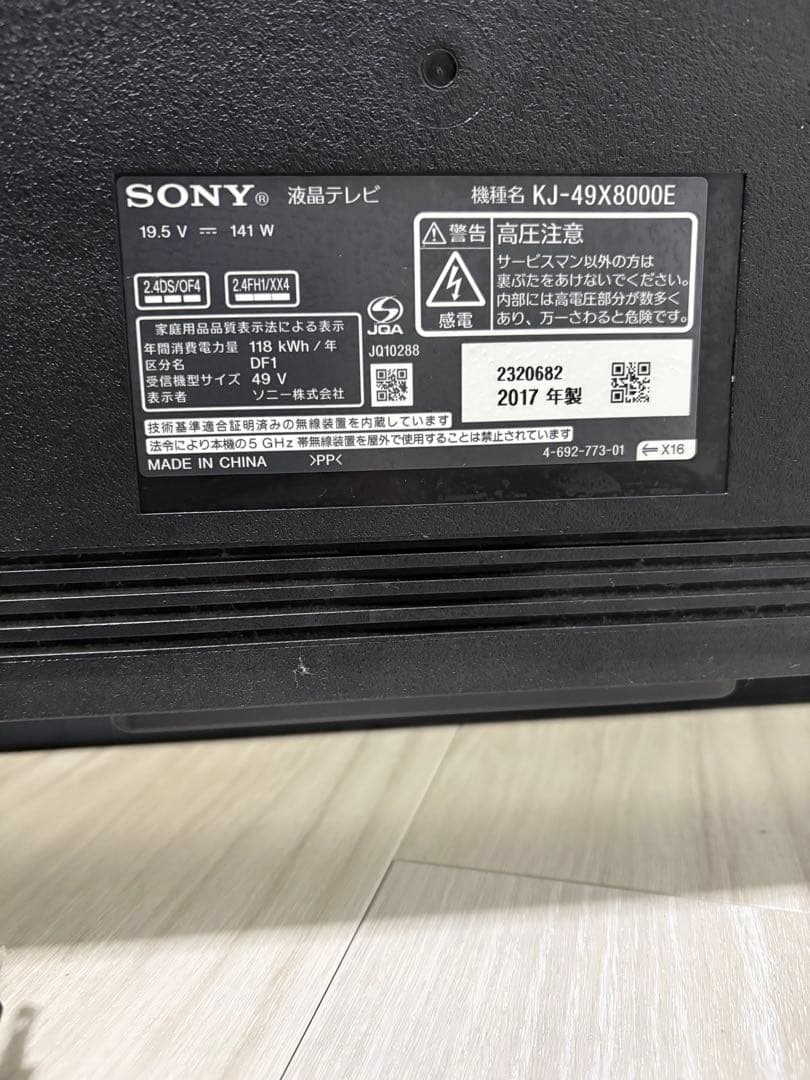 SONY® 液晶テレビ 機種名 KJ-49X8000E
19.5 V ⎓ 141 W
2.4DS/OF4 2.4FH1/XX4
⚠警告 高圧注意
サービスマン以外の方は
裏ぶたをあけないでください。
内部には高電圧部分が数多く
あり、万一さわると危険です。
感電
家庭用品品質表示法による表示
年間消費電力量 118 kWh / 年
区分名 DF1
受信機型サイズ 49 V
表示者 ソニー株式会社
JQA
JQ10288
2320682
2017 年製
技術基準適合証明済みの無線装置を内蔵しています
法令により本機の5 GHz 帯無線装置を屋外で使用することは禁止されています
MADE IN CHINA >PP<
4-692-773-01 ⇐ X16